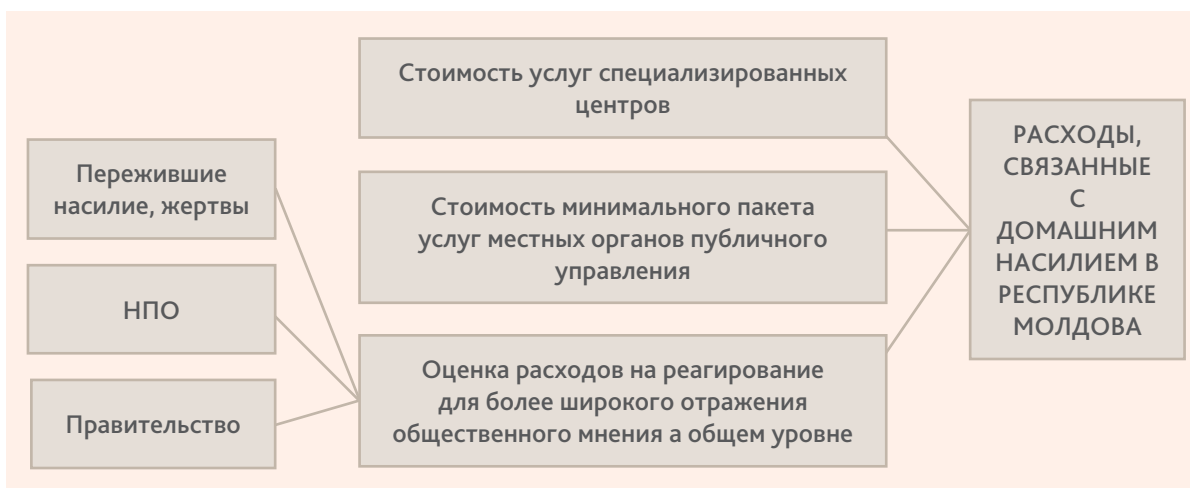 Пережившие
насилие, жертвы
НПО
Правительство
Стоимость услуг специализированных
центров
Стоимость минимального пакета
услуг местных органов публичного
управления
Оценка расходов на реагирование
для более широкого отражения
общественного мнения а общем уровне
РАСХОДЫ,
СВЯЗАННЫЕ
С
ДОМАШНИМ
НАСИЛИЕМ В
РЕСПУБЛИКЕ
МОЛДОВА